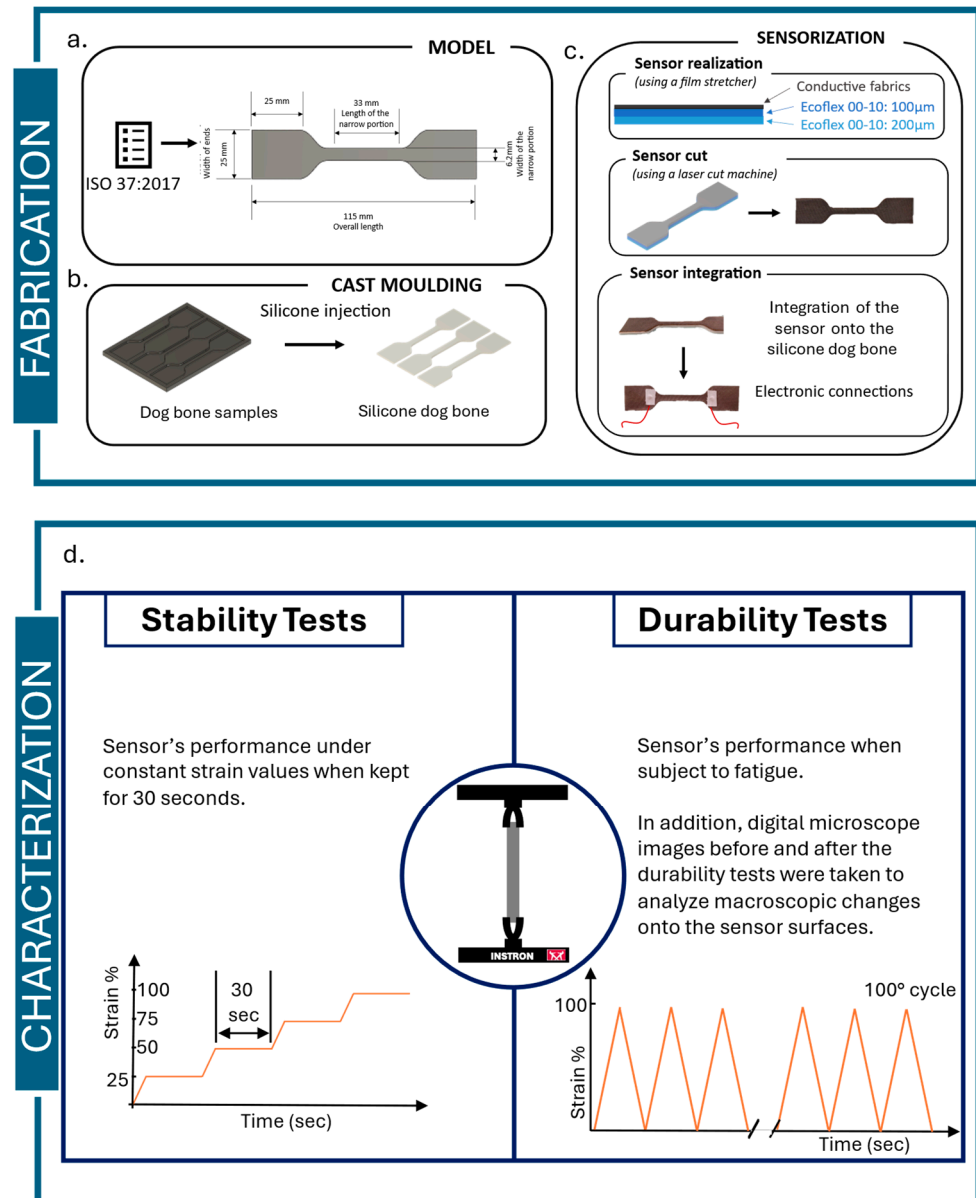 FABRICATION
a.
MODEL
ISO 37:2017
25 mm
Width of ends
25 mm
33 mm
Length of the
narrow portion
6.2mm
Width of the
narrow portion
115 mm
Overall length
b.
CAST MOULDING
Silicone injection
Dog bone samples
Silicone dog bone
c.
SENSORIZATION
Sensor realization
(using a film stretcher)
Conductive fabrics
Ecoflex 00-10: 100µm
Ecoflex 00-10: 200µm
Sensor cut
(using a laser cut machine)
Sensor integration
Integration of the
sensor onto the
silicone dog bone
Electronic connections
CHARACTERIZATION
d.
Stability Tests
Sensor’s performance under
constant strain values when kept
for 30 seconds.
Strain %
100
75
50
25
30
sec
Time (sec)
INSTRON
Durability Tests
Sensor’s performance when
subject to fatigue.
In addition, digital microscope
images before and after the
durability tests were taken to
analyze macroscopic changes
onto the sensor surfaces.
100° cycle
100
Strain %
Time (sec)